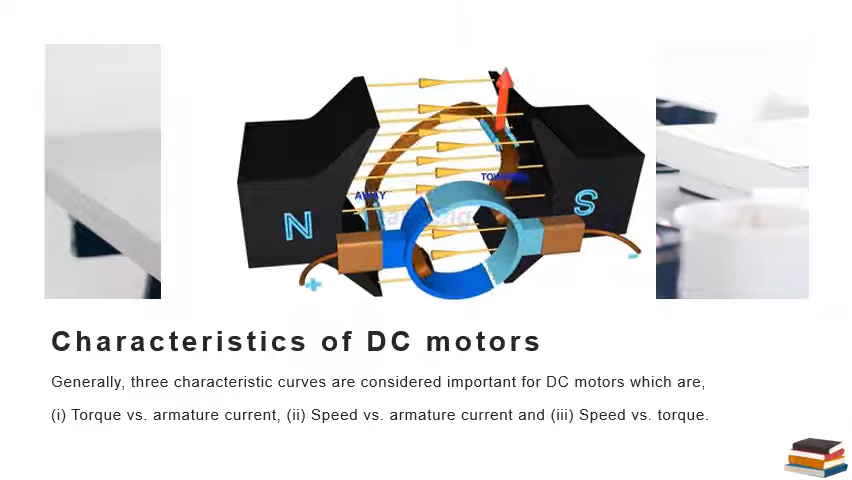 AWAY
N
S
+
-
Characteristics of DC motors
Generally, three characteristic curves are considered important for DC motors which are,
(i) Torque vs. armature current, (ii) Speed vs. armature current and (iii) Speed vs. torque.